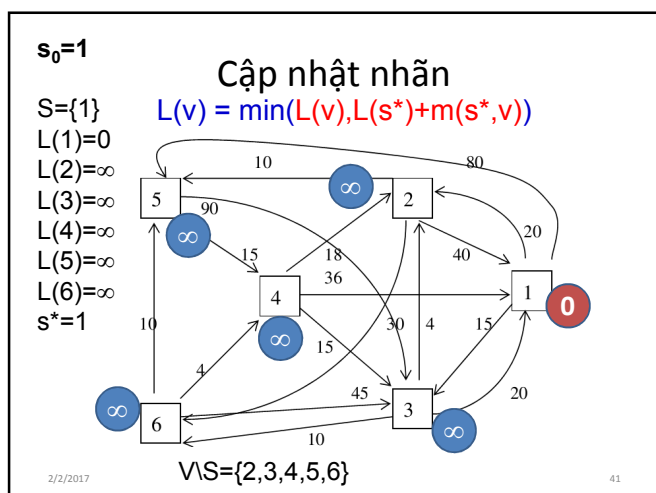 s₀=1
Cập nhật nhãn
S={1}
L(v) = min(L(v),L(s*)+m(s*,v))
L(1)=0
L(2)=∞
L(3)=∞
L(4)=∞
L(5)=∞
L(6)=∞
s*=1
80
10
∞
5
90
2
∞
20
15
18
40
36
4
1
0
∞
10
30
4
15
15
4
20
∞
45
3
∞
6
10
V\S={2,3,4,5,6}
2/2/2017
41